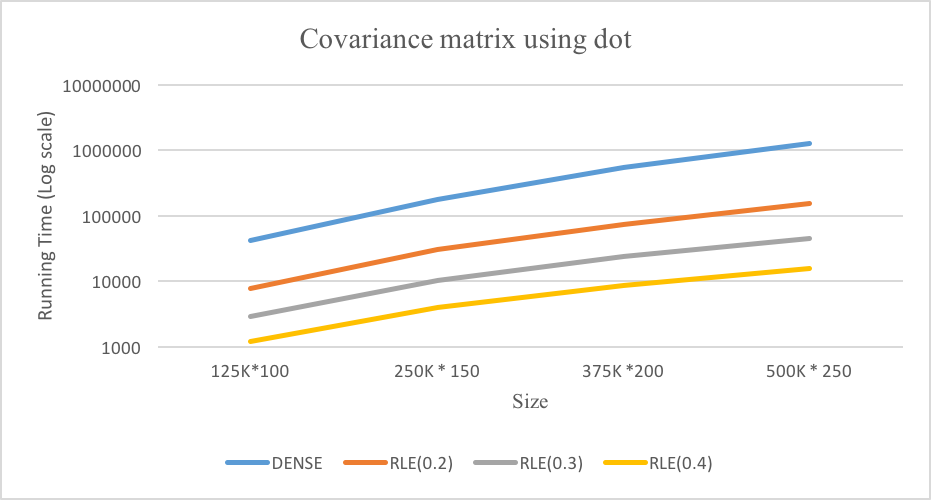 Covariance matrix using dot
10000000
1000000
100000
10000
1000
Running Time (Log scale)
125K*100 250K * 150 375K *200 500K * 250
Size
DENSE RLE(0.2) RLE(0.3) RLE(0.4)